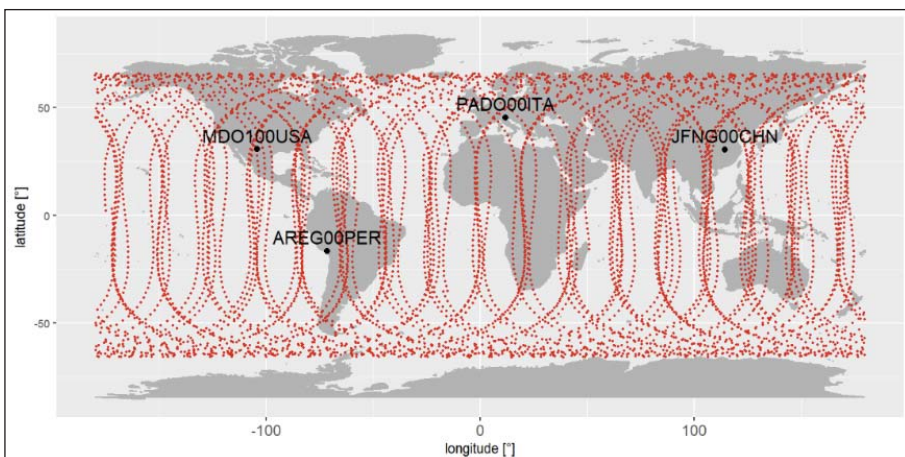 50
PADO00ITA
MDO100USA
JFNG00CHN
latitude [°]
0
AREG00PER
-50
-100
0
100
longitude [°]